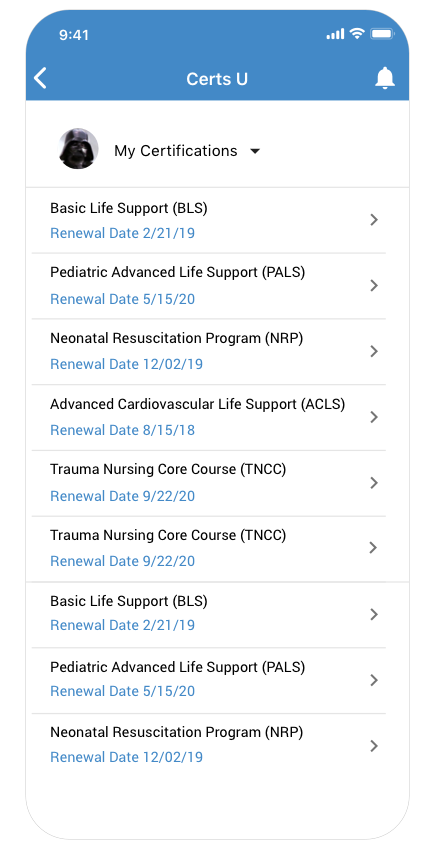 9:41
Certs U
My Certifications
Basic Life Support (BLS)
Renewal Date 2/21/19
Pediatric Advanced Life Support (PALS)
Renewal Date 5/15/20
Neonatal Resuscitation Program (NRP)
Renewal Date 12/02/19
Advanced Cardiovascular Life Support (ACLS)
Renewal Date 8/15/18
Trauma Nursing Core Course (TNCC)
Renewal Date 9/22/20
Trauma Nursing Core Course (TNCC)
Renewal Date 9/22/20
Basic Life Support (BLS)
Renewal Date 2/21/19
Pediatric Advanced Life Support (PALS)
Renewal Date 5/15/20
Neonatal Resuscitation Program (NRP)
Renewal Date 12/02/19